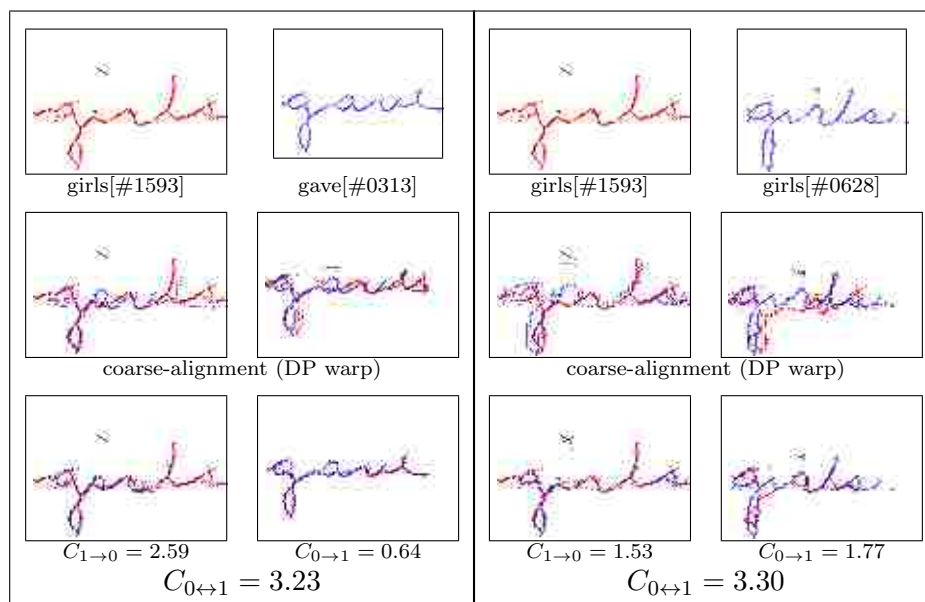 girls[#1593] gave[#0313] girls[#1593] girls[#0628]
coarse-alignment (DP warp) coarse-alignment (DP warp)
C1→0 = 2.59 C0→1 = 0.64 C1→0 = 1.53 C0→1 = 1.77
C0↔1 = 3.23 C0↔1 = 3.30